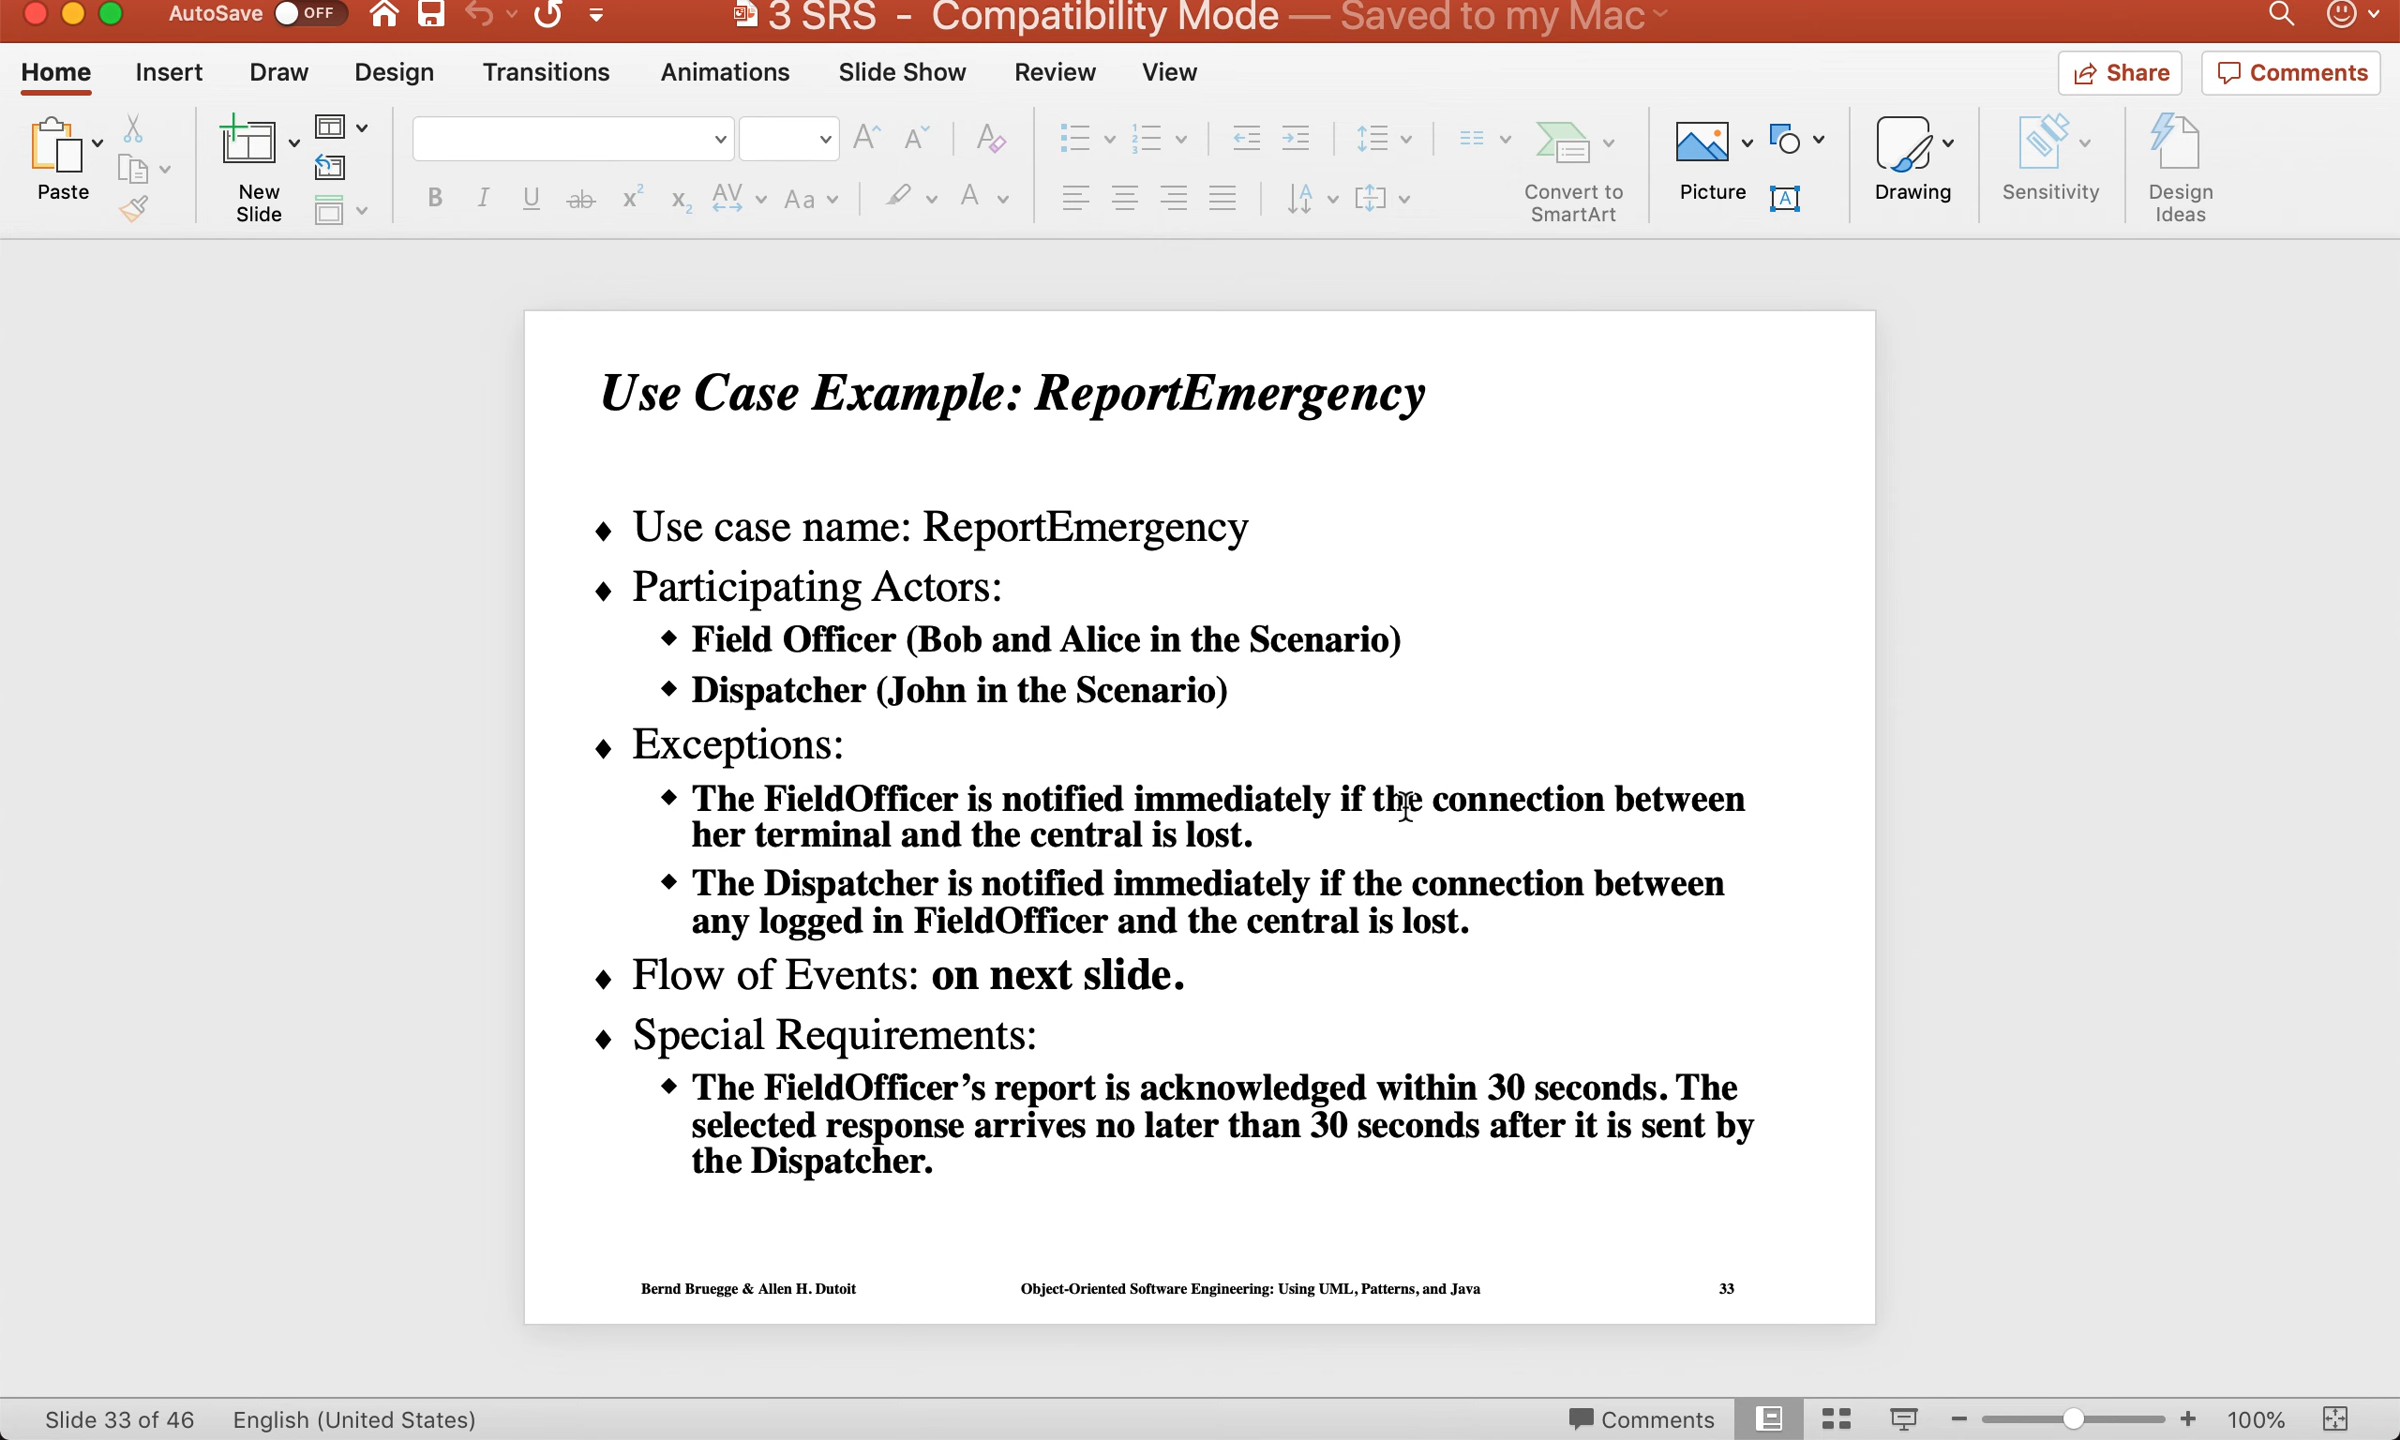 AutoSave OFF 3 SRS - Compatibility Mode — Saved to my Mac
Home Insert Draw Design Transitions Animations Slide Show Review View Share Comments
Paste
New
Slide
B I U ab x² x₂ AV Aa A
Convert to
SmartArt
Picture
A
Drawing
Sensitivity
Design
Ideas
Use Case Example: ReportEmergency
♦ Use case name: ReportEmergency
♦ Participating Actors:
◆ Field Officer (Bob and Alice in the Scenario)
◆ Dispatcher (John in the Scenario)
♦ Exceptions:
◆ The FieldOfficer is notified immediately if the connection between
her terminal and the central is lost.
◆ The Dispatcher is notified immediately if the connection between
any logged in FieldOfficer and the central is lost.
♦ Flow of Events: on next slide.
♦ Special Requirements:
◆ The FieldOfficer’s report is acknowledged within 30 seconds. The
selected response arrives no later than 30 seconds after it is sent by
the Dispatcher.
Bernd Bruegge & Allen H. Dutoit Object-Oriented Software Engineering: Using UML, Patterns, and Java 33
Slide 33 of 46 English (United States) Comments 100%